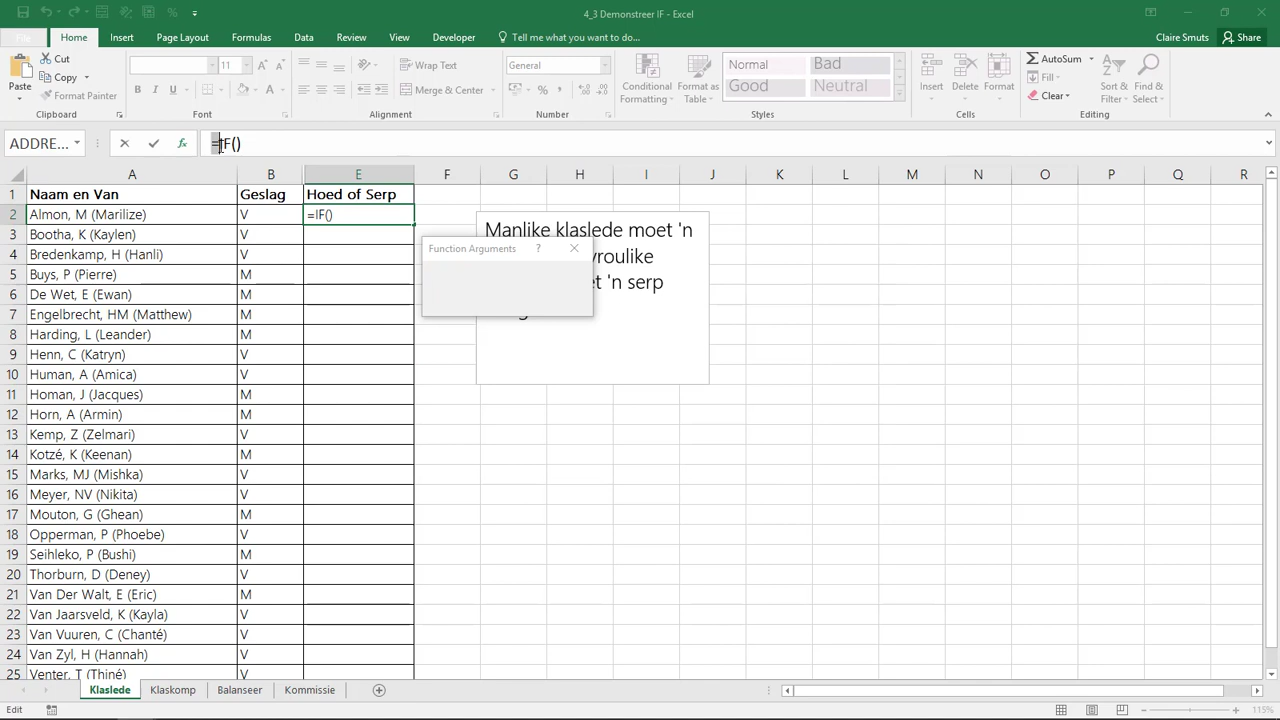 4_3 Demonstreer IF - Excel
File Home Insert Page Layout Formulas Data Review View Developer Tell me what you want to do... Claire Smuts Share
Paste Cut Copy Format Painter
11 Wrap Text Merge & Center
General
Conditional Formatting Format as Table
Normal Bad
Good Neutral
Insert Delete Format
AutoSum Fill Clear
Sort & Filter Find & Select
Clipboard Font Alignment Number Styles Cells Editing
ADDRE... fx =IF()
A B E F G H I J K L M N O P Q R
1 Naam en Van Geslag Hoed of Serp
2 Almon, M (Marilize) V =IF()
3 Bootha, K (Kaylen) V
4 Bredenkamp, H (Hanli) V
5 Buys, P (Pierre) M
6 De Wet, E (Ewan) M
7 Engelbrecht, HM (Matthew) M
8 Harding, L (Leander) M
9 Henn, C (Katryn) V
10 Human, A (Amica) V
11 Homan, J (Jacques) M
12 Horn, A (Armin) M
13 Kemp, Z (Zelmari) V
14 Kotzé, K (Keenan) M
15 Marks, MJ (Mishka) V
16 Meyer, NV (Nikita) V
17 Mouton, G (Ghean) M
18 Opperman, P (Phoebe) V
19 Seihleko, P (Bushi) M
20 Thorburn, D (Deney) V
21 Van Der Walt, E (Eric) M
22 Van Jaarsveld, K (Kayla) V
23 Van Vuuren, C (Chanté) V
24 Van Zyl, H (Hannah) V
25 Venter, T (Thiné) V
Manlike klaslede moet 'n
vroulike
'n serp
Function Arguments ?
Klaslede Klaskomp Balanseer Kommissie
Edit 115%